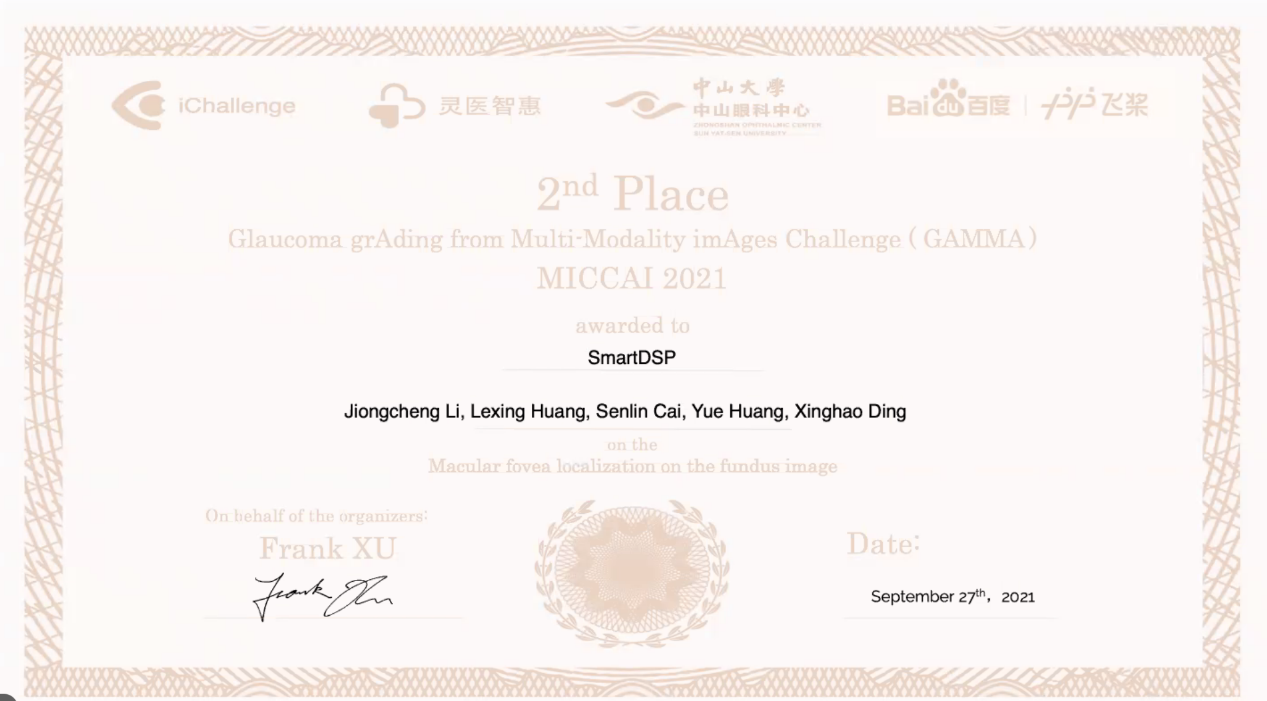 iChallenge
灵医智惠
中山大學
中山眼科中心
ZHONGSHAN OPHTHALMIC CENTER
SUN YAT-SEN UNIVERSITY
Bai du 百度 飞桨
2nd Place
Glaucoma grAding from Multi-Modality imAges Challenge ( GAMMA )
MICCAI 2021
awarded to
SmartDSP
Jiongcheng Li, Lexing Huang, Senlin Cai, Yue Huang, Xinghao Ding
on the
Macular fovea localization on the fundus image
On behalf of the organizers:
Frank XU
Frank Xu
Date:
September 27th, 2021